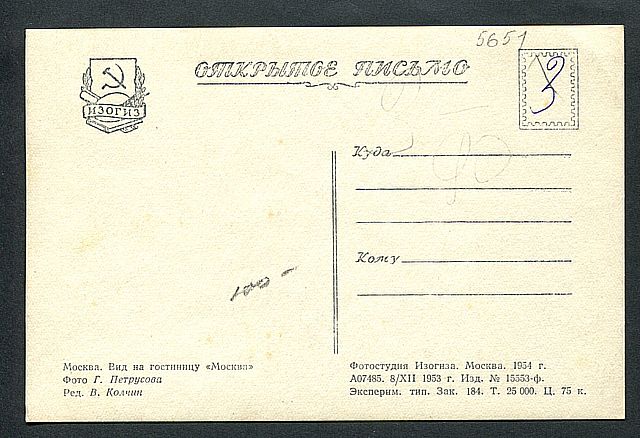 5651
ОТКРЫТОЕ ПИСЬМО
ИЗОГИЗ
Куда
Кому
100 -
Москва. Вид на гостиницу «Москва»
Фото Г. Петрусова
Ред. В. Колчин
Фотостудия Изогиза. Москва. 1954 г.
А07485. 8/XII 1953 г. Изд. № 15553-ф.
Эксперим. тип. Зак. 184. Т. 25 000. Ц. 75 к.